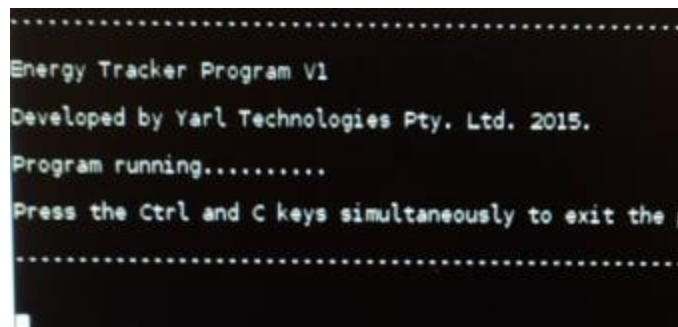 Energy Tracker Program V1
Developed by Yarl Technologies Pty. Ltd. 2015.
Program running..........
Press the Ctrl and C keys simultaneously to exit the